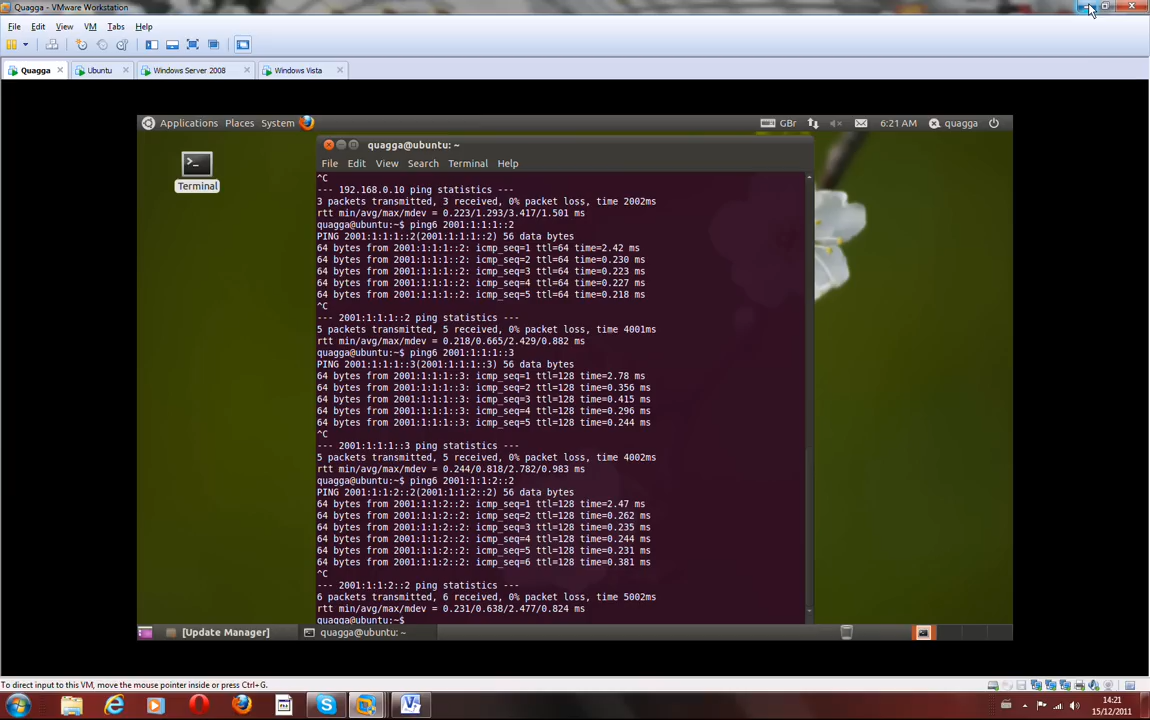 Quagga - VMware Workstation
File Edit View VM Tabs Help
Quagga Ubuntu Windows Server 2008 Windows Vista
Applications Places System GBr 6:21 AM quagga
quagga@ubuntu: ~
File Edit View Search Terminal Help
Terminal
^C
--- 192.168.0.10 ping statistics ---
3 packets transmitted, 3 received, 0% packet loss, time 2002ms
rtt min/avg/max/mdev = 0.223/1.293/3.417/1.501 ms
quagga@ubuntu:~$ ping6 2001:1:1:1::2
PING 2001:1:1:1::2(2001:1:1:1::2) 56 data bytes
64 bytes from 2001:1:1:1::2: icmp_seq=1 ttl=64 time=2.42 ms
64 bytes from 2001:1:1:1::2: icmp_seq=2 ttl=64 time=0.230 ms
64 bytes from 2001:1:1:1::2: icmp_seq=3 ttl=64 time=0.223 ms
64 bytes from 2001:1:1:1::2: icmp_seq=4 ttl=64 time=0.227 ms
64 bytes from 2001:1:1:1::2: icmp_seq=5 ttl=64 time=0.218 ms
^C
--- 2001:1:1:1::2 ping statistics ---
5 packets transmitted, 5 received, 0% packet loss, time 4001ms
rtt min/avg/max/mdev = 0.218/0.665/2.429/0.882 ms
quagga@ubuntu:~$ ping6 2001:1:1:1::3
PING 2001:1:1:1::3(2001:1:1:1::3) 56 data bytes
64 bytes from 2001:1:1:1::3: icmp_seq=1 ttl=128 time=2.78 ms
64 bytes from 2001:1:1:1::3: icmp_seq=2 ttl=128 time=0.356 ms
64 bytes from 2001:1:1:1::3: icmp_seq=3 ttl=128 time=0.415 ms
64 bytes from 2001:1:1:1::3: icmp_seq=4 ttl=128 time=0.296 ms
64 bytes from 2001:1:1:1::3: icmp_seq=5 ttl=128 time=0.244 ms
^C
--- 2001:1:1:1::3 ping statistics ---
5 packets transmitted, 5 received, 0% packet loss, time 4002ms
rtt min/avg/max/mdev = 0.244/0.818/2.782/0.983 ms
quagga@ubuntu:~$ ping6 2001:1:1:2::2
PING 2001:1:1:2::2(2001:1:1:2::2) 56 data bytes
64 bytes from 2001:1:1:2::2: icmp_seq=1 ttl=128 time=2.47 ms
64 bytes from 2001:1:1:2::2: icmp_seq=2 ttl=128 time=0.262 ms
64 bytes from 2001:1:1:2::2: icmp_seq=3 ttl=128 time=0.235 ms
64 bytes from 2001:1:1:2::2: icmp_seq=4 ttl=128 time=0.244 ms
64 bytes from 2001:1:1:2::2: icmp_seq=5 ttl=128 time=0.231 ms
64 bytes from 2001:1:1:2::2: icmp_seq=6 ttl=128 time=0.381 ms
^C
--- 2001:1:1:2::2 ping statistics ---
6 packets transmitted, 6 received, 0% packet loss, time 5002ms
rtt min/avg/max/mdev = 0.231/0.638/2.477/0.824 ms
quagga@ubuntu:~$
[Update Manager] quagga@ubuntu: ~
To direct input to this VM, move the mouse pointer inside or press Ctrl+G.
14:21
15/12/2011